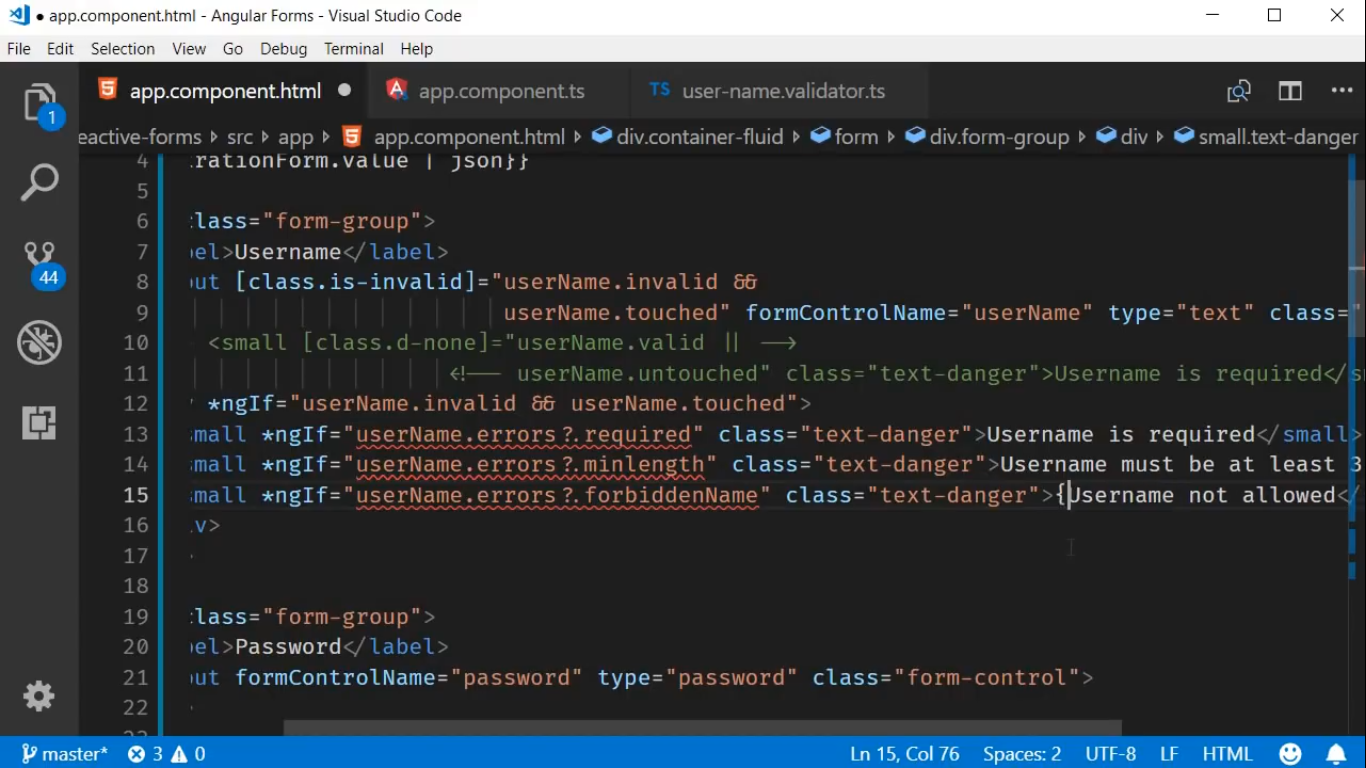 app.component.html - Angular Forms - Visual Studio Code
File Edit Selection View Go Debug Terminal Help
1
app.component.html
app.component.ts
TS user-name.validator.ts
eactive-forms › src › app › app.component.html › div.container-fluid › form › div.form-group › div › small.text-danger
4 rationForm.value | json}}
5
6 class="form-group">
7 el>Username</label>
8 ut [class.is-invalid]="userName.invalid &&
9 userName.touched" formControlName="userName" type="text" class="
10 <small [class.d-none]="userName.valid || -->
11 <!-- userName.untouched" class="text-danger">Username is required</s
12 *ngIf="userName.invalid && userName.touched">
13 small *ngIf="userName.errors?.required" class="text-danger">Username is required</small>
14 small *ngIf="userName.errors?.minlength" class="text-danger">Username must be at least 3
15 small *ngIf="userName.errors?.forbiddenName" class="text-danger">{Username not allowed</
16 v>
17
18
19 class="form-group">
20 el>Password</label>
21 ut formControlName="password" type="password" class="form-control">
22
44
master* 3 0 Ln 15, Col 76 Spaces: 2 UTF-8 LF HTML